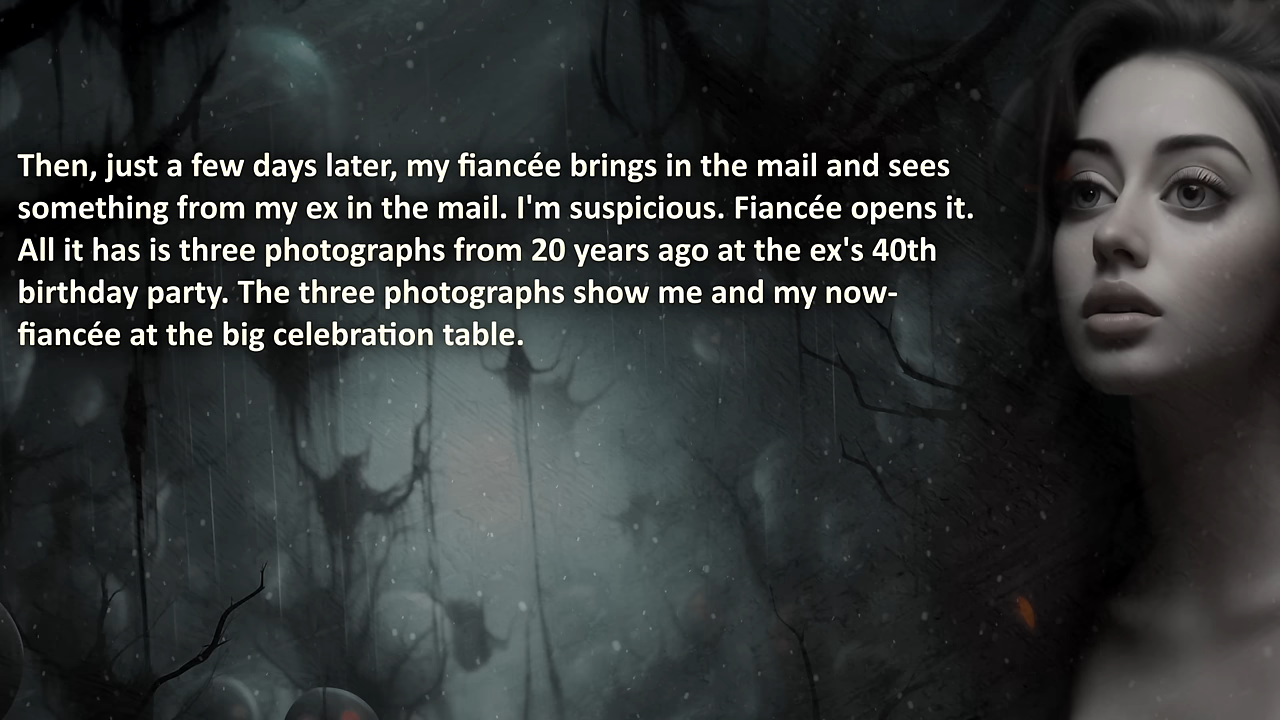 Then, just a few days later, my fiancée brings in the mail and sees
something from my ex in the mail. I'm suspicious. Fiancée opens it.
All it has is three photographs from 20 years ago at the ex's 40th
birthday party. The three photographs show me and my now-
fiancée at the big celebration table.